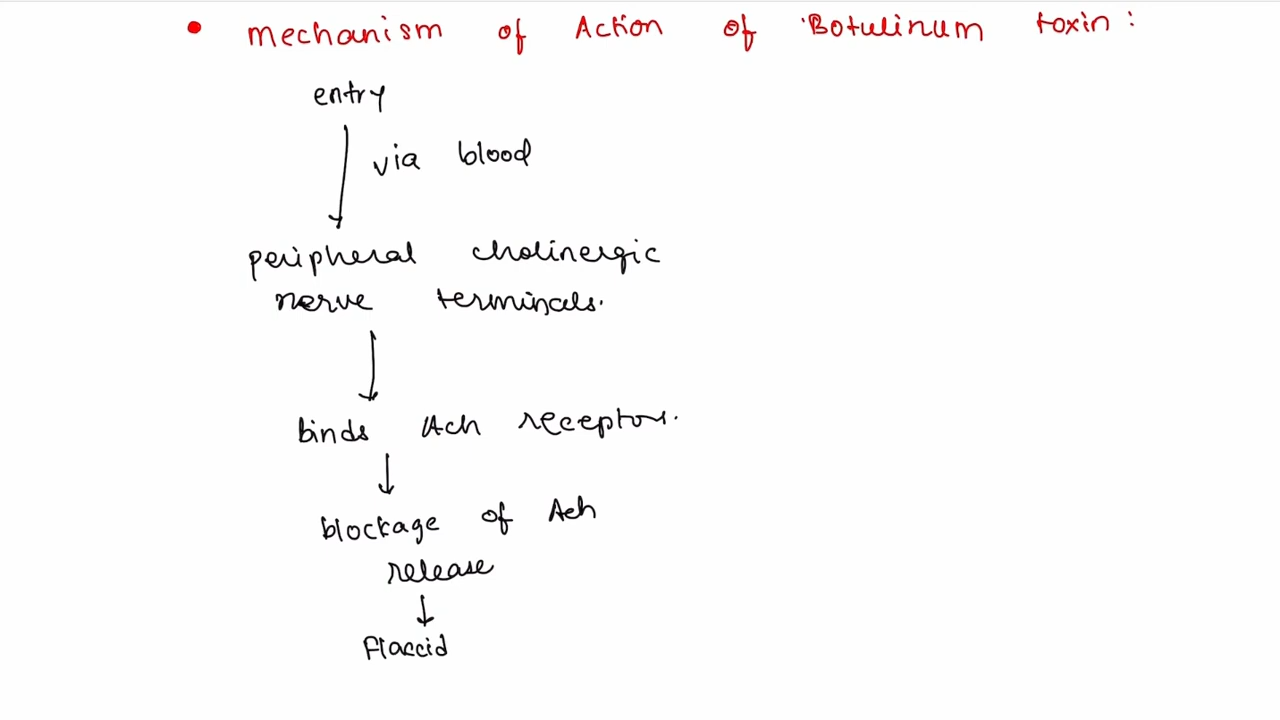 • mechanism of Action of Botulinum toxin:
entry
via blood
peripheral cholinergic
nerve terminals.
binds Ach receptors.
blockage of Ach
release
Flaccid